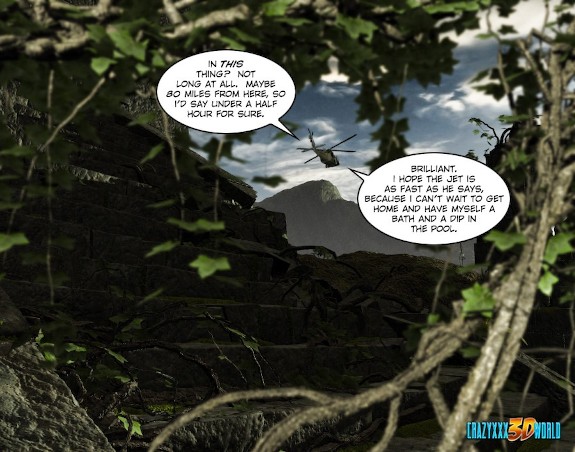 IN THIS
THING? NOT
LONG AT ALL. MAYBE
80 MILES FROM HERE, SO
I'D SAY UNDER A HALF
HOUR FOR SURE.
BRILLIANT.
I HOPE THE JET IS
AS FAST AS HE SAYS,
BECAUSE I CAN'T WAIT TO GET
HOME AND HAVE MYSELF A
BATH AND A DIP IN
THE POOL.
CRAZYXXX3DWORLD